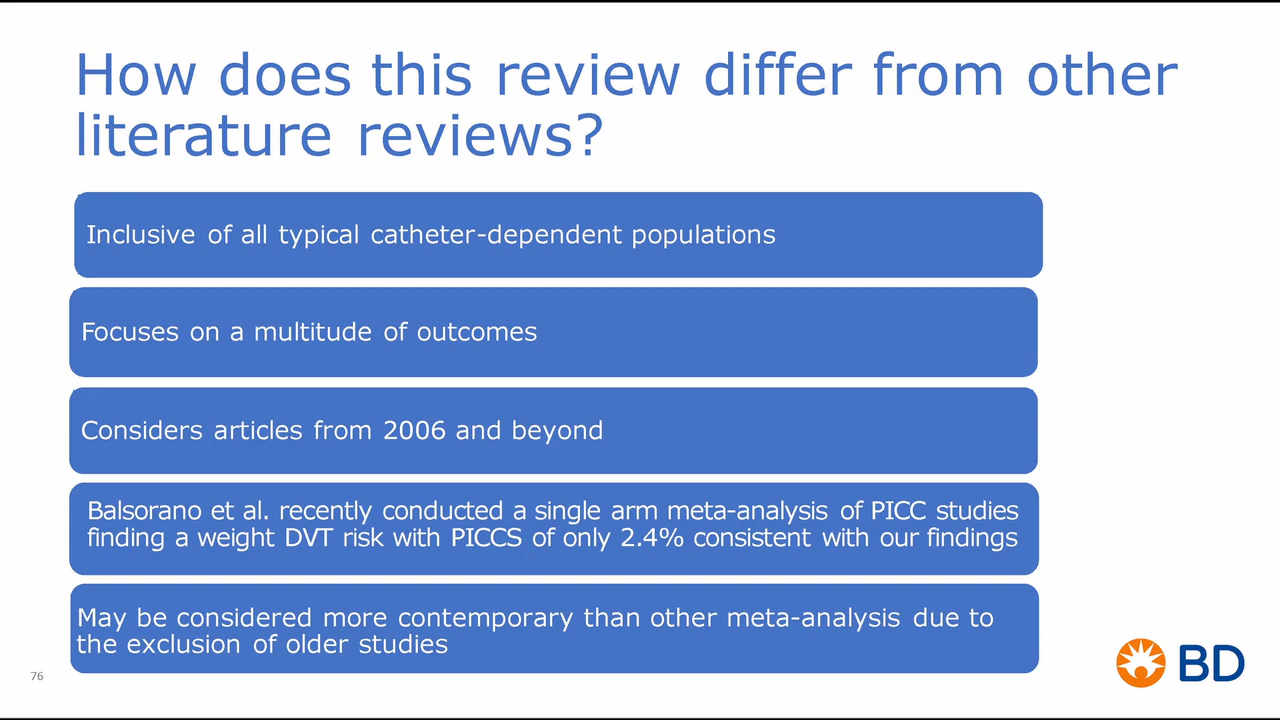 How does this review differ from other
literature reviews?
Inclusive of all typical catheter-dependent populations
Focuses on a multitude of outcomes
Considers articles from 2006 and beyond
Balsorano et al. recently conducted a single arm meta-analysis of PICC studies
finding a weight DVT risk with PICCS of only 2.4% consistent with our findings
May be considered more contemporary than other meta-analysis due to
the exclusion of older studies
76
BD